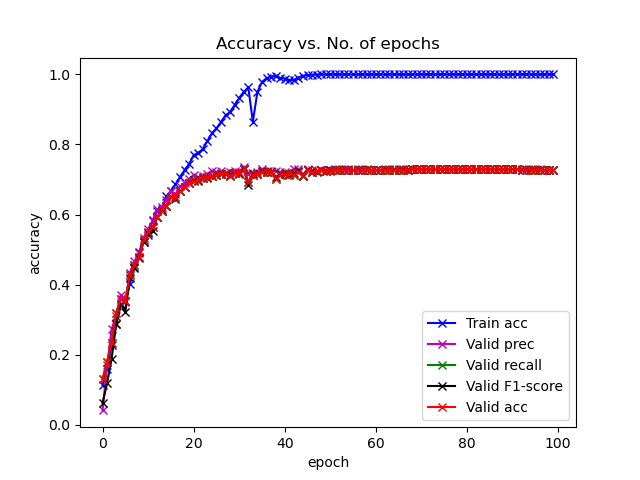 Accuracy vs. No. of epochs
accuracy
1.0
0.8
0.6
0.4
0.2
0.0
Train acc
Valid prec
Valid recall
Valid F1-score
Valid acc
0 20 40 60 80 100
epoch